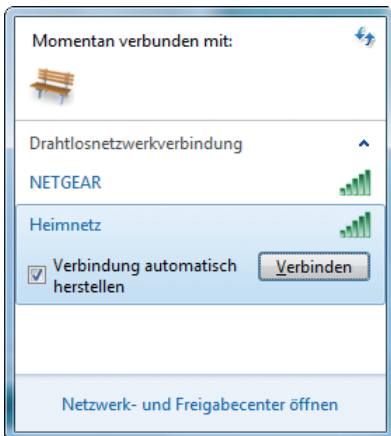 Momentan verbunden mit:
Drahtlosnetzwerkverbindung
NETGEAR
Heimnetz
Verbindung automatisch
herstellen
Verbinden
Netzwerk- und Freigabecenter öffnen